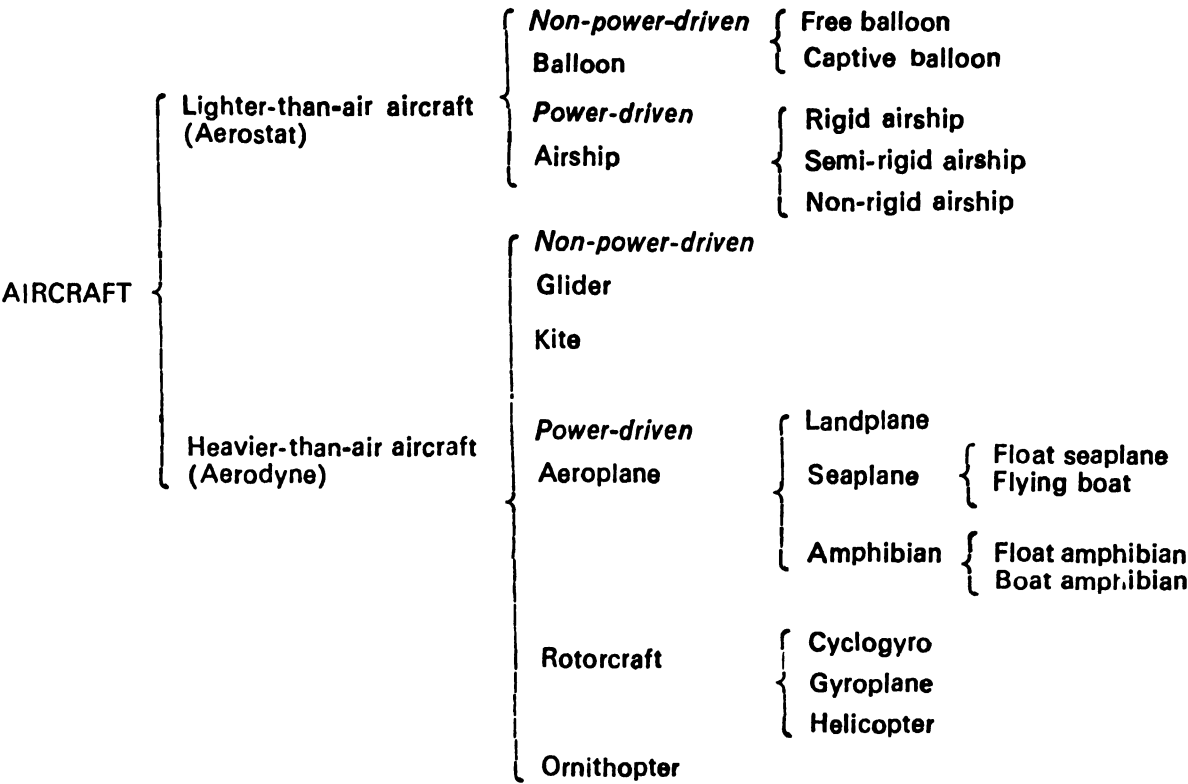 Non-power-driven
Free balloon
Balloon
Captive balloon
Lighter-than-air aircraft
(Aerostat)
Power-driven
Rigid airship
Airship
Semi-rigid airship
Non-rigid airship
AIRCRAFT
Non-power-driven
Glider
Kite
Heavier-than-air aircraft
(Aerodyne)
Power-driven
Aeroplane
Landplane
Seaplane
Float seaplane
Flying boat
Amphibian
Float amphibian
Boat amphibian
Rotorcraft
Cyclogyro
Gyroplane
Helicopter
Ornithopter